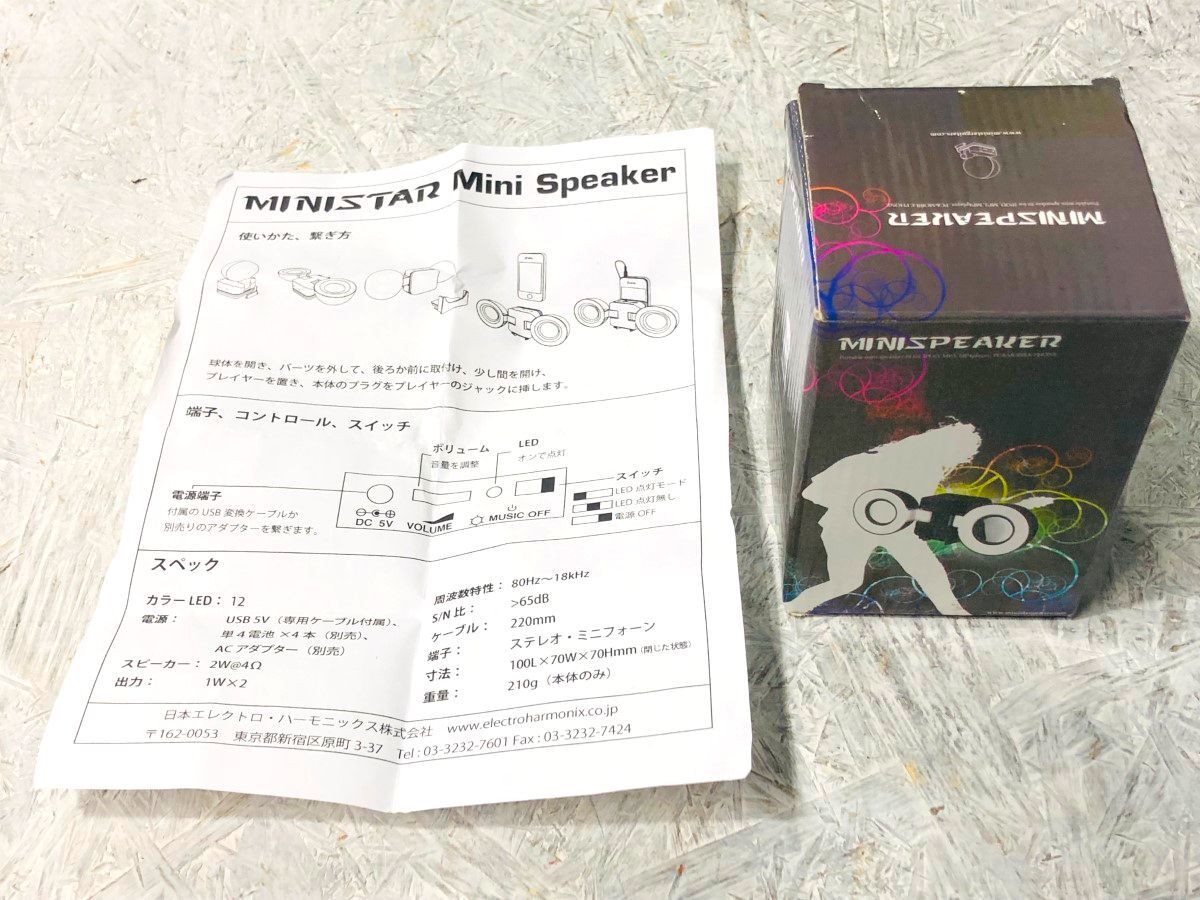 MINISTAR Mini Speaker
使いかた、繋ぎ方
球体を開き、パーツを外して、後ろか前に取付け、少し間を開け、
プレイヤーを置き、本体のプラグをプレイヤーのジャックに挿します。
端子、コントロール、スイッチ
ボリューム
音量を調整
LED
オンで点灯
スイッチ
LED 点灯モード
LED 点灯無し
電源 OFF
電源端子
付属の USB 変換ケーブルか
別売りのアダプターを繋ぎます。
DC 5V
VOLUME
MUSIC OFF
スペック
カラー LED： 12
電源： USB 5V（専用ケーブル付属）、
単４電池 ×4 本（別売）、
AC アダプター（別売）
スピーカー： 2W@4Ω
出力： 1W×2
周波数特性： 80Hz～18kHz
S/N 比： >65dB
ケーブル： 220mm
端子： ステレオ・ミニフォーン
寸法： 100L×70W×70Hmm（閉じた状態）
重量： 210g（本体のみ）
日本エレクトロ・ハーモニックス株式会社 www.electroharmonix.co.jp
〒162-0053 東京都新宿区原町 3-37 Tel : 03-3232-7601 Fax : 03-3232-7424
www.ministarguitars.com
MINISPEAKER
MINISPEAKER